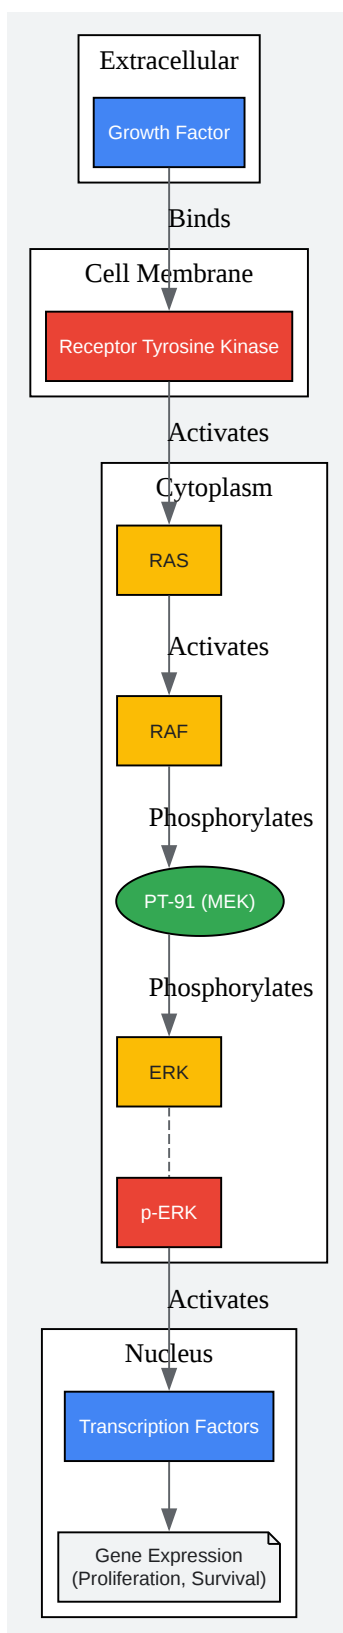 Extracellular
Growth Factor
Binds
Cell Membrane
Receptor Tyrosine Kinase
Activates
Cytoplasm
RAS
Activates
RAF
Phosphorylates
PT-91 (MEK)
Phosphorylates
ERK
p-ERK
Activates
Nucleus
Transcription Factors
Gene Expression
(Proliferation, Survival)